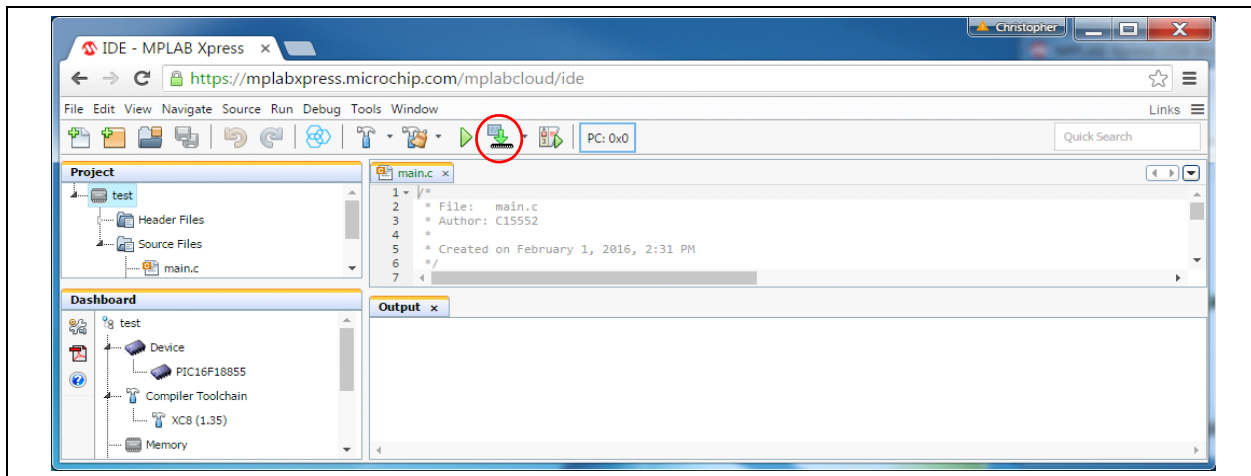 Christopher
IDE - MPLAB Xpress
https://mplabxpress.microchip.com/mplabcloud/ide
File Edit View Navigate Source Run Debug Tools Window
Links
PC: 0x0
Quick Search
Project
test
Header Files
Source Files
main.c
main.c
1 /*
2 * File: main.c
3 * Author: C15552
4 *
5 * Created on February 1, 2016, 2:31 PM
6 */
7
Dashboard
test
Device
PIC16F18855
Compiler Toolchain
XC8 (1.35)
Memory
Output